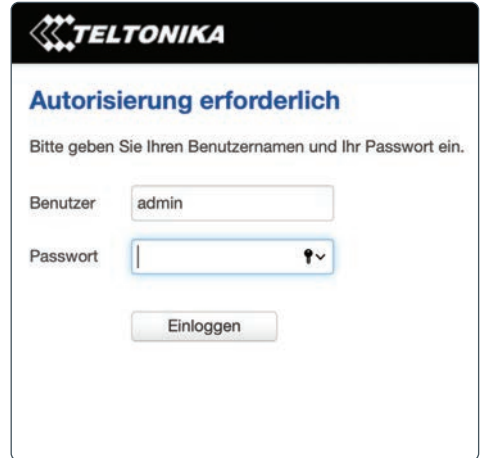 TELTONIKA
Autorisierung erforderlich
Bitte geben Sie Ihren Benutzernamen und Ihr Passwort ein.
Benutzer admin
Passwort
Einloggen